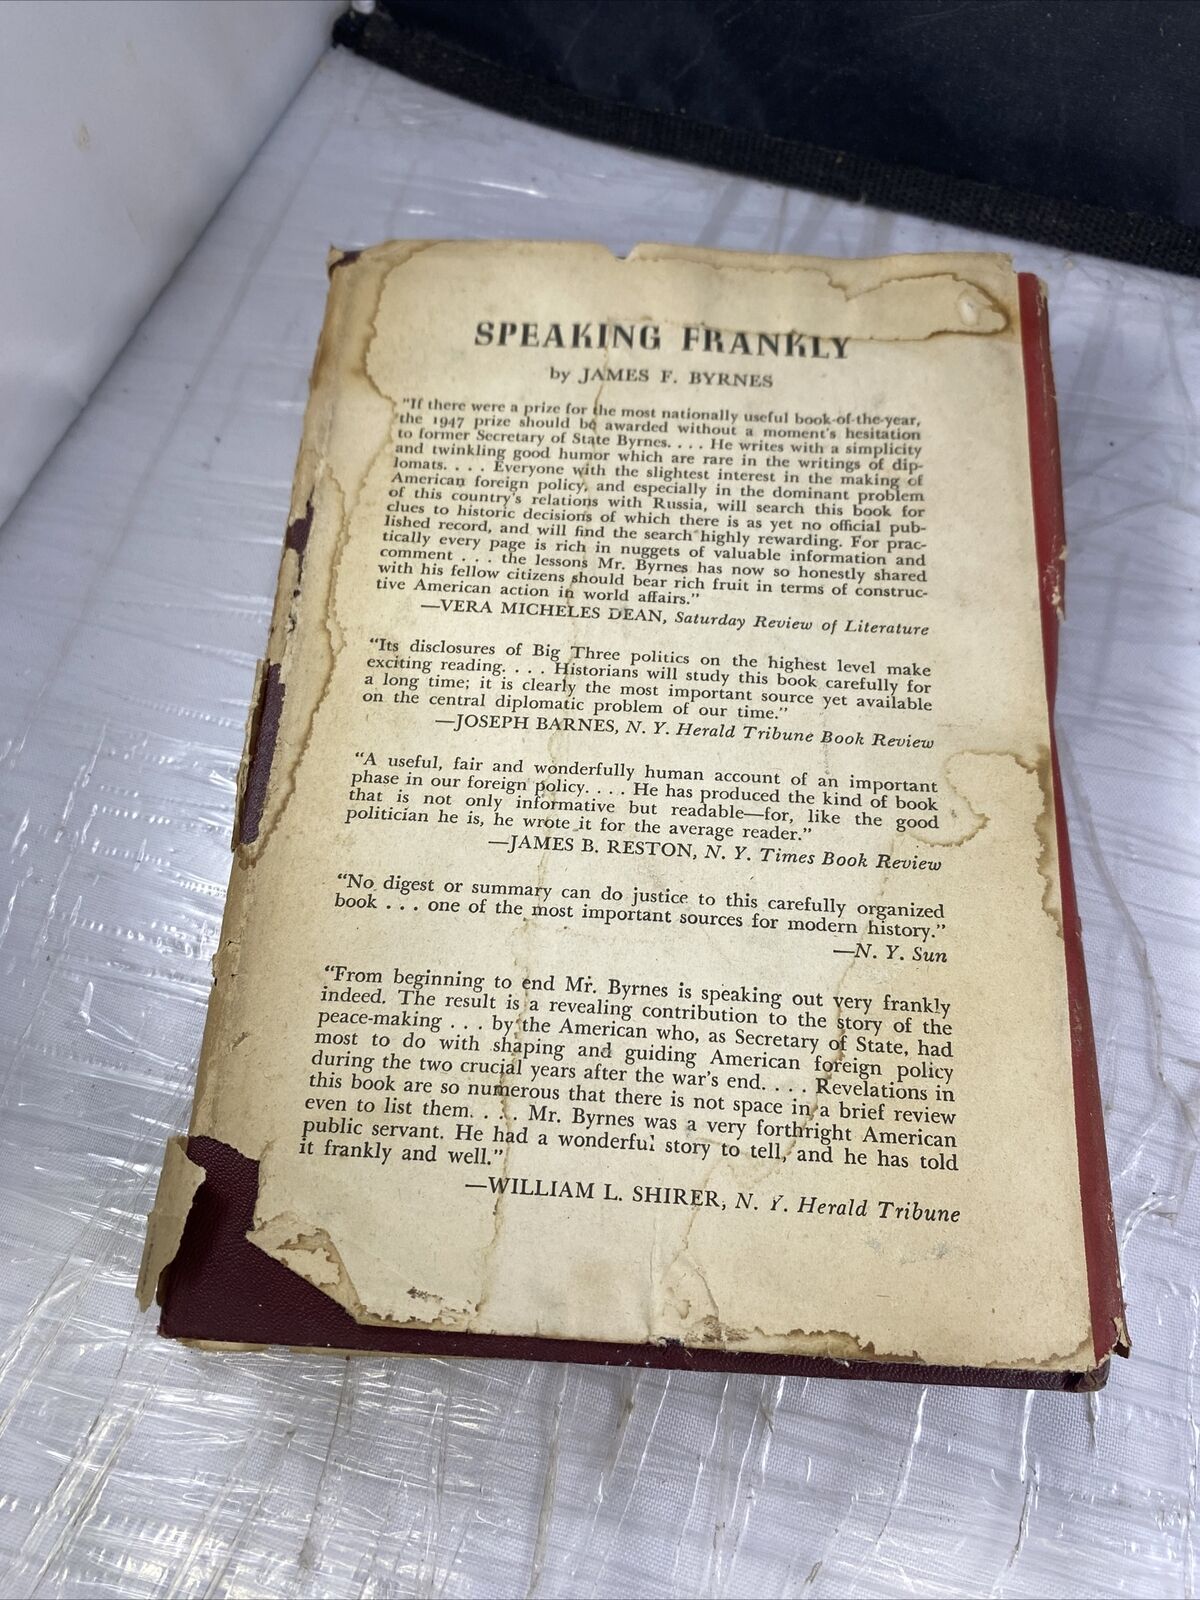 SPEAKING FRANKLY
by JAMES F. BYRNES
"If there were a prize for the most nationally useful book-of-the-year,
the 1947 prize should be awarded without a moment's hesitation
to former Secretary of State Byrnes. . . . He writes with a simplicity
and twinkling good humor which are rare in the writings of dip-
lomats. . . . Everyone with the slightest interest in the making of
American foreign policy, and especially in the dominant problem
of this country's relations with Russia, will search this book for
clues to historic decisions of which there is as yet no official pub-
lished record, and will find the search highly rewarding. For prac-
tically every page is rich in nuggets of valuable information and
comment . . . the lessons Mr. Byrnes has now so honestly shared
with his fellow citizens should bear rich fruit in terms of construc-
tive American action in world affairs."
—VERA MICHELES DEAN, Saturday Review of Literature
"Its disclosures of Big Three politics on the highest level make
exciting reading. . . . Historians will study this book carefully for
a long time; it is clearly the most important source yet available
on the central diplomatic problem of our time."
—JOSEPH BARNES, N. Y. Herald Tribune Book Review
"A useful, fair and wonderfully human account of an important
phase in our foreign policy. . . . He has produced the kind of book
that is not only informative but readable—for, like the good
politician he is, he wrote it for the average reader."
—JAMES B. RESTON, N. Y. Times Book Review
"No digest or summary can do justice to this carefully organized
book . . . one of the most important sources for modern history."
—N. Y. Sun
"From beginning to end Mr. Byrnes is speaking out very frankly
indeed. The result is a revealing contribution to the story of the
peace-making . . . by the American who, as Secretary of State, had
most to do with shaping and guiding American foreign policy
during the two crucial years after the war's end. . . . Revelations in
this book are so numerous that there is not space in a brief review
even to list them. . . . Mr. Byrnes was a very forthright American
public servant. He had a wonderful story to tell, and he has told
it frankly and well."
—WILLIAM L. SHIRER, N. Y. Herald Tribune